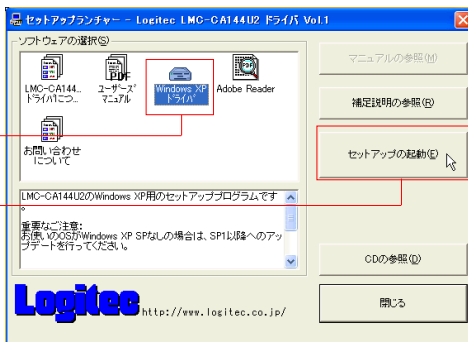 セットアップランチャー - Logitec LMC-CA144U2 ドライバ Vol.1
ソフトウェアの選択(S)
LMC-CA144..
ドライバにつ...
PDF
ユーザーズ
マニュアル
Windows XP
ドライバ
Adobe Reader
お問い合わせ
について
マニュアルの参照(M)
補足説明の参照(R)
セットアップの起動(E)
LMC-CA144U2のWindows XP用のセットアッププログラムです
。
重要なご注意:
お使いのOSがWindows XP SPなしの場合は、SP1以降へのアッ
プデートを行ってください。
CDの参照(D)
閉じる
Logitec
http://www.logitec.co.jp/